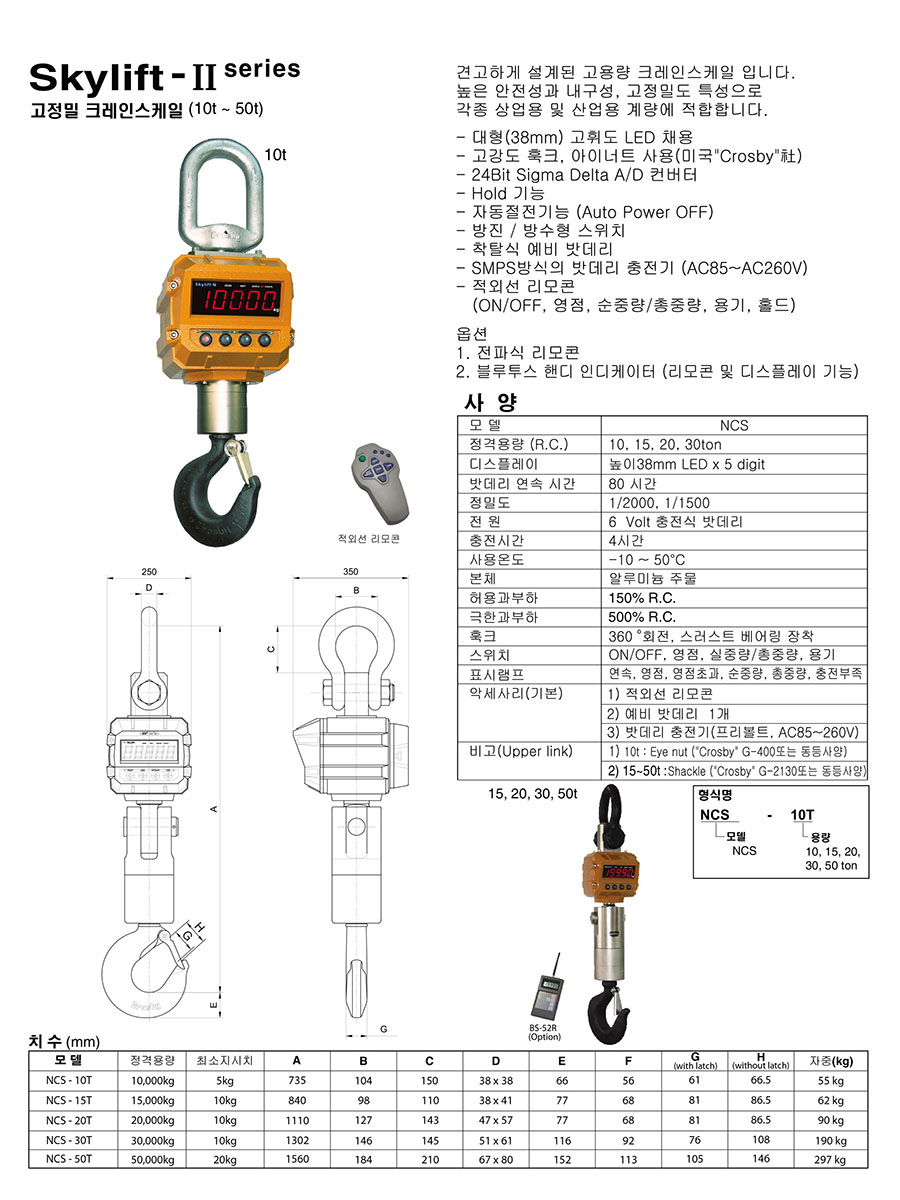 Skylift - II series
고정밀 크레인스케일 (10t ~ 50t)
10t
견고하게 설계된 고용량 크레인스케일 입니다.
높은 안전성과 내구성, 고정밀도 특성으로
각종 상업용 및 산업용 계량에 적합합니다.
- 대형(38mm) 고휘도 LED 채용
- 고강도 훅크, 아이너트 사용(미국"Crosby"社)
- 24Bit Sigma Delta A/D 컨버터
- Hold 기능
- 자동절전기능 (Auto Power OFF)
- 방진 / 방수형 스위치
- 착탈식 예비 밧데리
- SMPS방식의 밧데리 충전기 (AC85~AC260V)
- 적외선 리모콘
(ON/OFF, 영점, 순중량/총중량, 용기, 홀드)
옵션
1. 전파식 리모콘
2. 블루투스 핸디 인디케이터 (리모콘 및 디스플레이 기능)
Skylift-II
10000
kg
적외선 리모콘
사 양
모 델 NCS
정격용량 (R.C.) 10, 15, 20, 30ton
디스플레이 높이38mm LED x 5 digit
밧데리 연속 시간 80 시간
정밀도 1/2000, 1/1500
전 원 6 Volt 충전식 밧데리
충전시간 4시간
사용온도 -10 ~ 50°C
본체 알루미늄 주물
허용과부하 150% R.C.
극한과부하 500% R.C.
훅크 360 °회전, 스러스트 베어링 장착
스위치 ON/OFF, 영점, 실중량/총중량, 용기
표시램프 연속, 영점, 영점초과, 순중량, 총중량, 충전부족
악세사리(기본) 1) 적외선 리모콘
2) 예비 밧데리 1개
3) 밧데리 충전기(프리볼트, AC85~260V)
비고(Upper link) 1) 10t : Eye nut ("Crosby" G-400또는 동등사양)
2) 15~50t :Shackle ("Crosby" G-2130또는 동등사양)
250
D
350
B
C
A
H
G
E
Crosby
G
15, 20, 30, 50t
19990
BS-52R
(Option)
형식명
NCS - 10T
모델 용량
NCS 10, 15, 20,
30, 50 ton
치 수 (mm)
모 델 정격용량 최소지시치 A B C D E F G (with latch) H (without latch) 자중(kg)
NCS - 10T 10,000kg 5kg 735 104 150 38 x 38 66 56 61 66.5 55 kg
NCS - 15T 15,000kg 10kg 840 98 110 38 x 41 77 68 81 86.5 62 kg
NCS - 20T 20,000kg 10kg 1110 127 143 47 x 57 77 68 81 86.5 90 kg
NCS - 30T 30,000kg 10kg 1302 146 145 51 x 61 116 92 76 108 190 kg
NCS - 50T 50,000kg 20kg 1560 184 210 67 x 80 152 113 105 146 297 kg